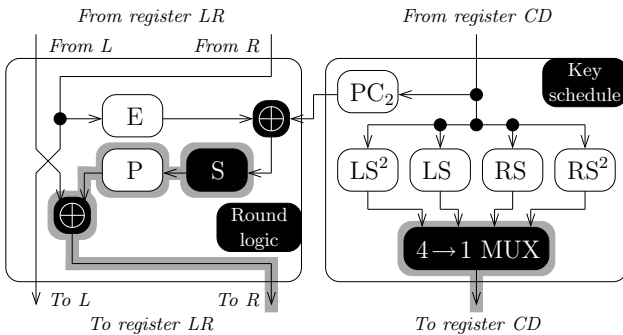 From register LR
From register CD
From L
From R
Key
schedule
PC2
E
⊕
P
S
LS²
LS
RS
RS²
⊕
Round
logic
4→1 MUX
To L
To R
To register LR
To register CD